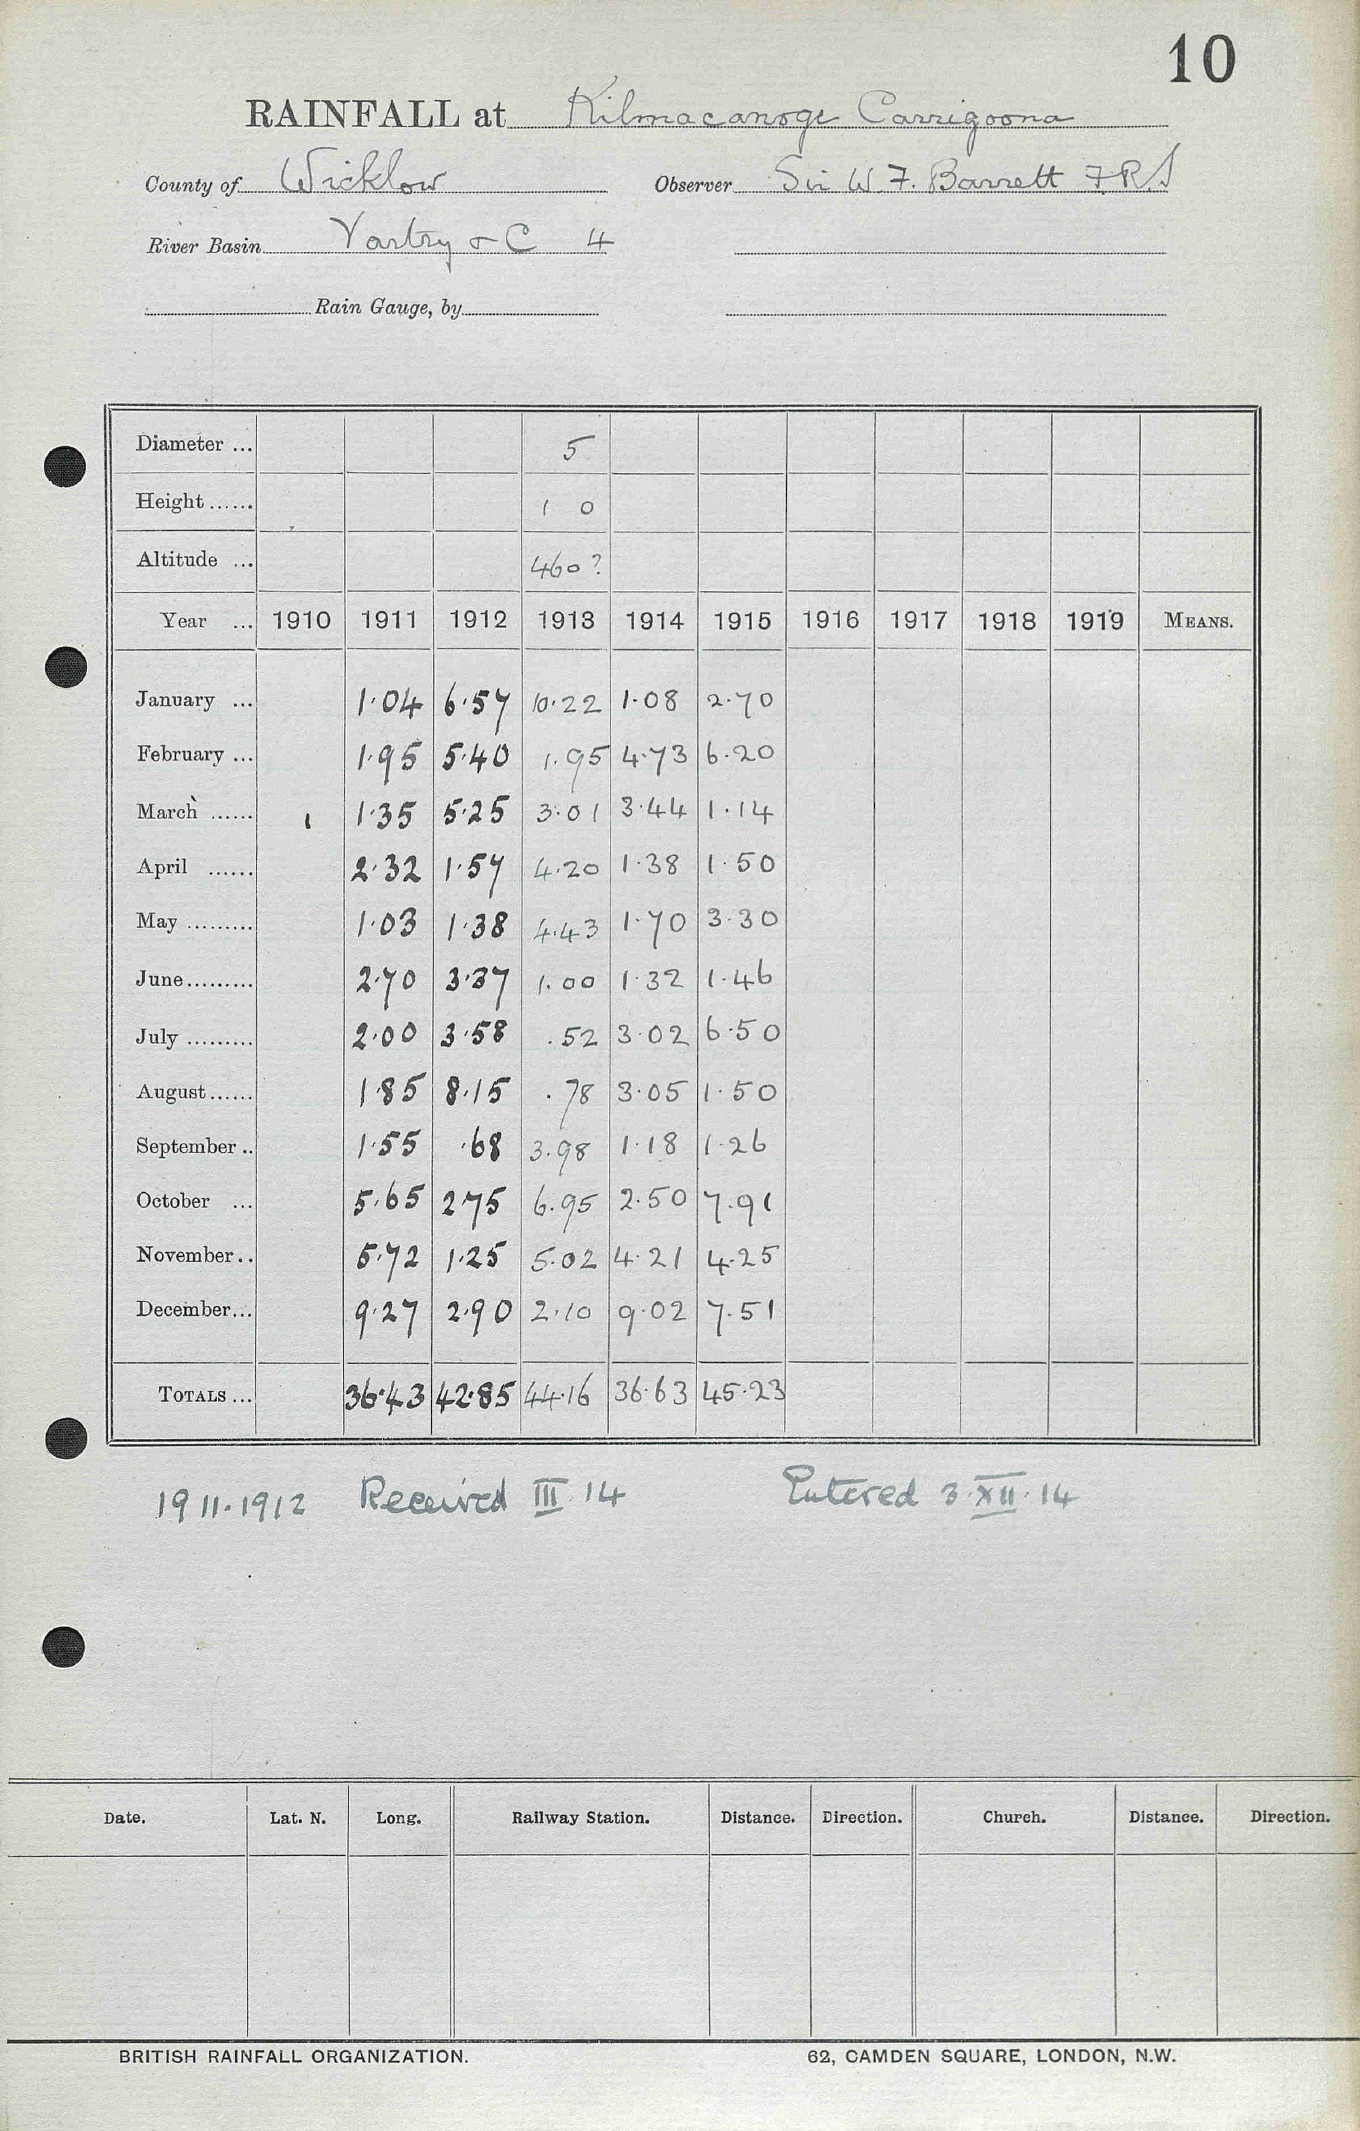 10
RAINFALL at Kilmacanoge Carrigoona
County of Wicklow Observer Sir W. F. Barrett F.R.S
River Basin Vartry & C 4
Rain Gauge, by
Diameter ... 5
Height ...... 1 0
Altitude ... 460?
Year ... 1910 1911 1912 1913 1914 1915 1916 1917 1918 1919 MEANS.
January ... 1.04 6.57 10.22 1.08 2.70
February ... 1.95 5.40 1.95 4.73 6.20
March ...... 1.35 5.25 3.01 3.44 1.14
April ...... 2.32 1.57 4.20 1.38 1.50
May ......... 1.03 1.38 4.43 1.70 3.30
June ......... 2.70 3.37 1.00 1.32 1.46
July ......... 2.00 3.58 .52 3.02 6.50
August ...... 1.85 8.15 .78 3.05 1.50
September .. 1.55 .68 3.98 1.18 1.26
October ... 5.65 2.75 6.95 2.50 7.91
November .. 5.72 1.25 5.02 4.21 4.25
December ... 9.27 2.90 2.10 9.02 7.51
TOTALS ... 36.43 42.85 44.16 36.63 45.23
1911.1912 Received III 14 Entered 3.XII.14
Date. Lat. N. Long. Railway Station. Distance. Direction. Church. Distance. Direction.
BRITISH RAINFALL ORGANIZATION. 62, CAMDEN SQUARE, LONDON, N.W.